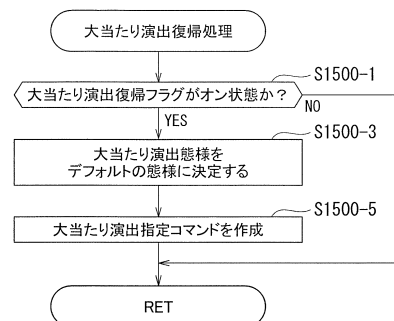 大当たり演出復帰処理
S1500-1
大当たり演出復帰フラグがオン状態か?
NO
YES
S1500-3
大当たり演出態様を
デフォルトの態様に決定する
S1500-5
大当たり演出指定コマンドを作成
RET